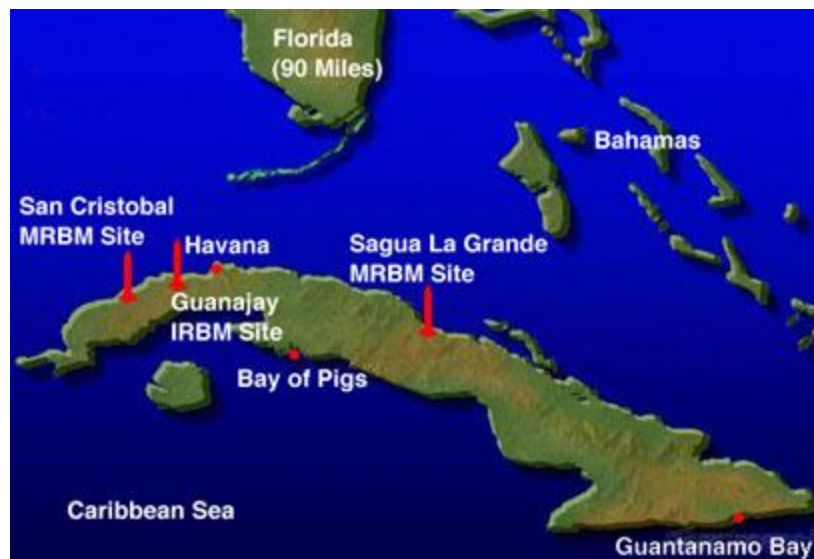 Florida
(90 Miles)
Bahamas
San Cristobal
MRBM Site
Havana
Sagua La Grande
MRBM Site
Guanajay
IRBM Site
Bay of Pigs
Caribbean Sea
Guantanamo Bay